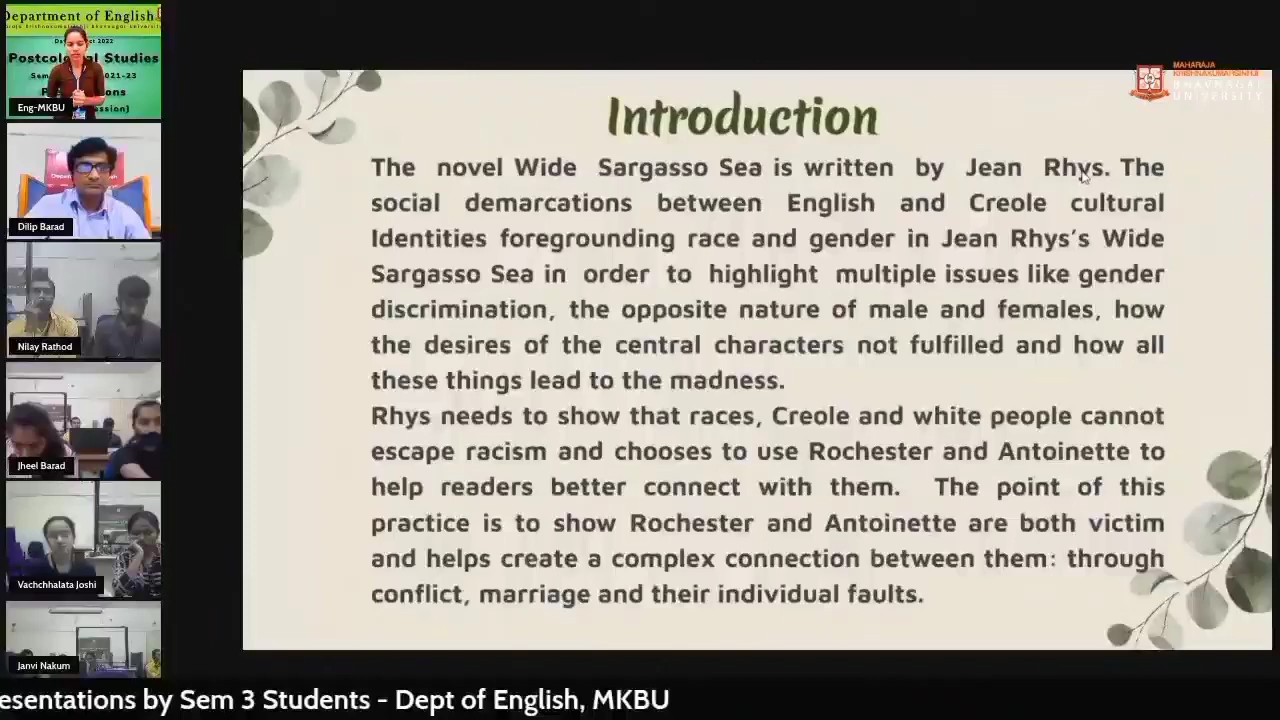 Department of English
Postcolonial Studies
Eng-MKBU
Dilip Barad
Nilay Rathod
Jheel Barad
Vachchhalata Joshi
Janvi Nakum
MAHARAJA
KRISHNAKUMARSINHJI
BHAVNAGAR
UNIVERSITY
Introduction
The novel Wide Sargasso Sea is written by Jean Rhys. The
social demarcations between English and Creole cultural
Identities foregrounding race and gender in Jean Rhys's Wide
Sargasso Sea in order to highlight multiple issues like gender
discrimination, the opposite nature of male and females, how
the desires of the central characters not fulfilled and how all
these things lead to the madness.
Rhys needs to show that races, Creole and white people cannot
escape racism and chooses to use Rochester and Antoinette to
help readers better connect with them. The point of this
practice is to show Rochester and Antoinette are both victim
and helps create a complex connection between them: through
conflict, marriage and their individual faults.
esentations by Sem 3 Students - Dept of English, MKBU